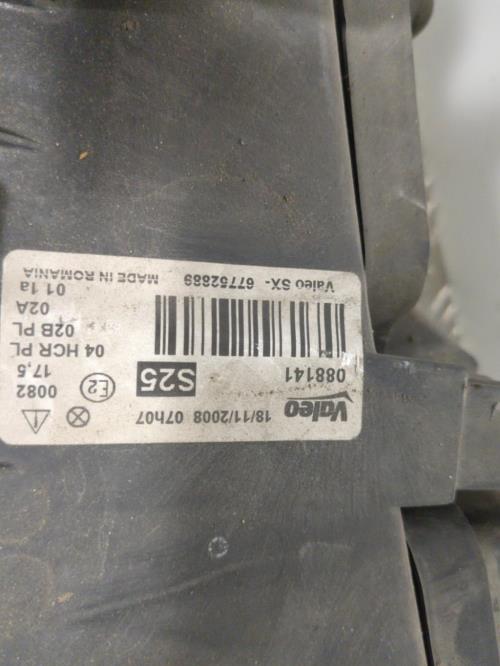 Valeo 18/11/2008 07h07
088141 S25 E2 0082
17,5
04 HCR PL
02B PL
02A
01 1a
Valeo SX- 67752889 MADE IN ROMANIA